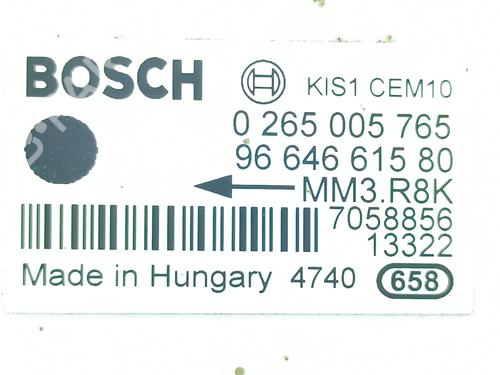 BOSCH KIS1 CEM10
0 265 005 765
96 646 615 80
MM3.R8K
7058856
13322
Made in Hungary 4740 658